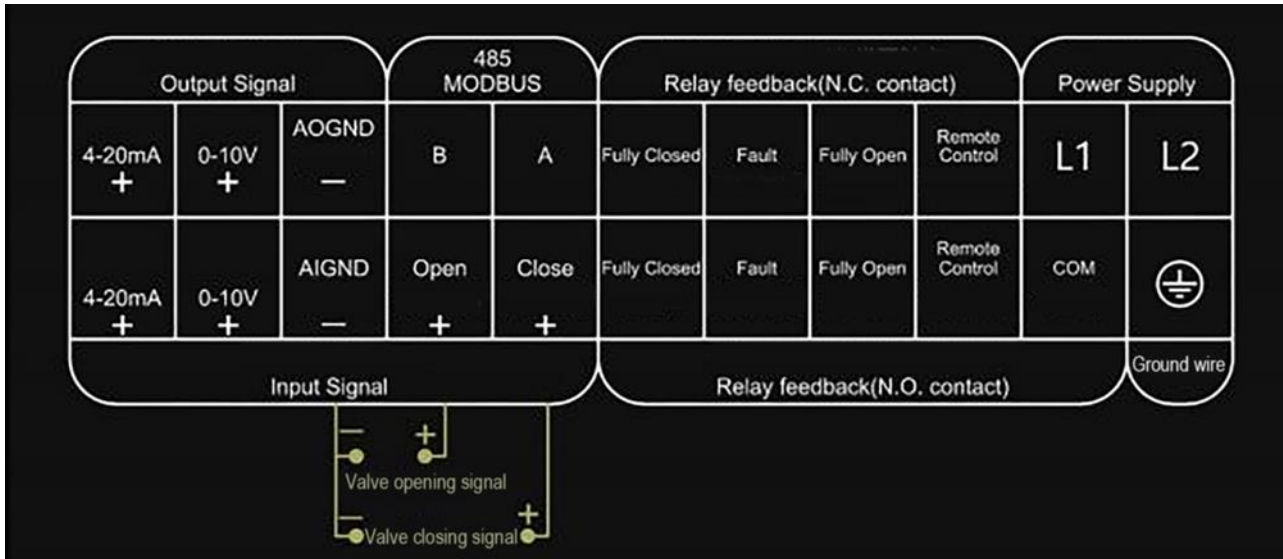 Output Signal
485
MODBUS
Relay feedback(N.C. contact)
Power Supply
4-20mA
+
0-10V
+
AOGND
—
B
A
Fully Closed
Fault
Fully Open
Remote
Control
L1
L2
4-20mA
+
0-10V
+
AIGND
—
Open
+
Close
+
Fully Closed
Fault
Fully Open
Remote
Control
COM
Input Signal
Relay feedback(N.O. contact)
Ground wire
— +
Valve opening signal
— +
Valve closing signal